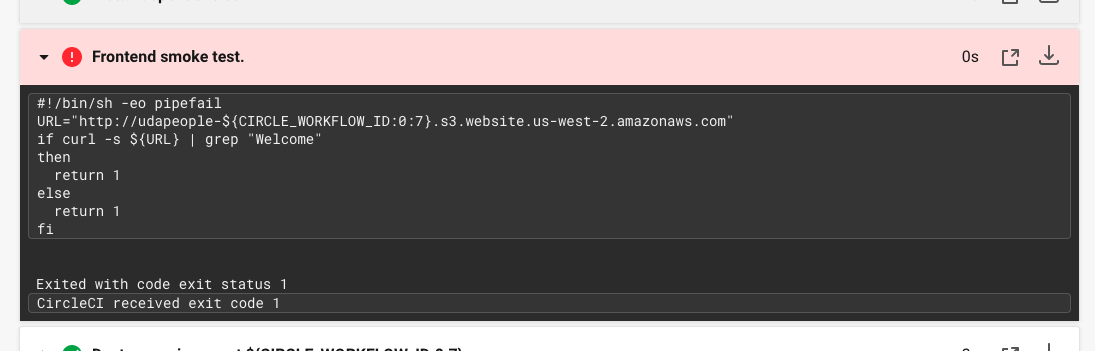 Frontend smoke test.
0s
#!/bin/sh -eo pipefail
URL="http://udapeople-${CIRCLE_WORKFLOW_ID:0:7}.s3.website.us-west-2.amazonaws.com"
if curl -s ${URL} | grep "Welcome"
then
  return 1
else
  return 1
fi
Exited with code exit status 1
CircleCI received exit code 1